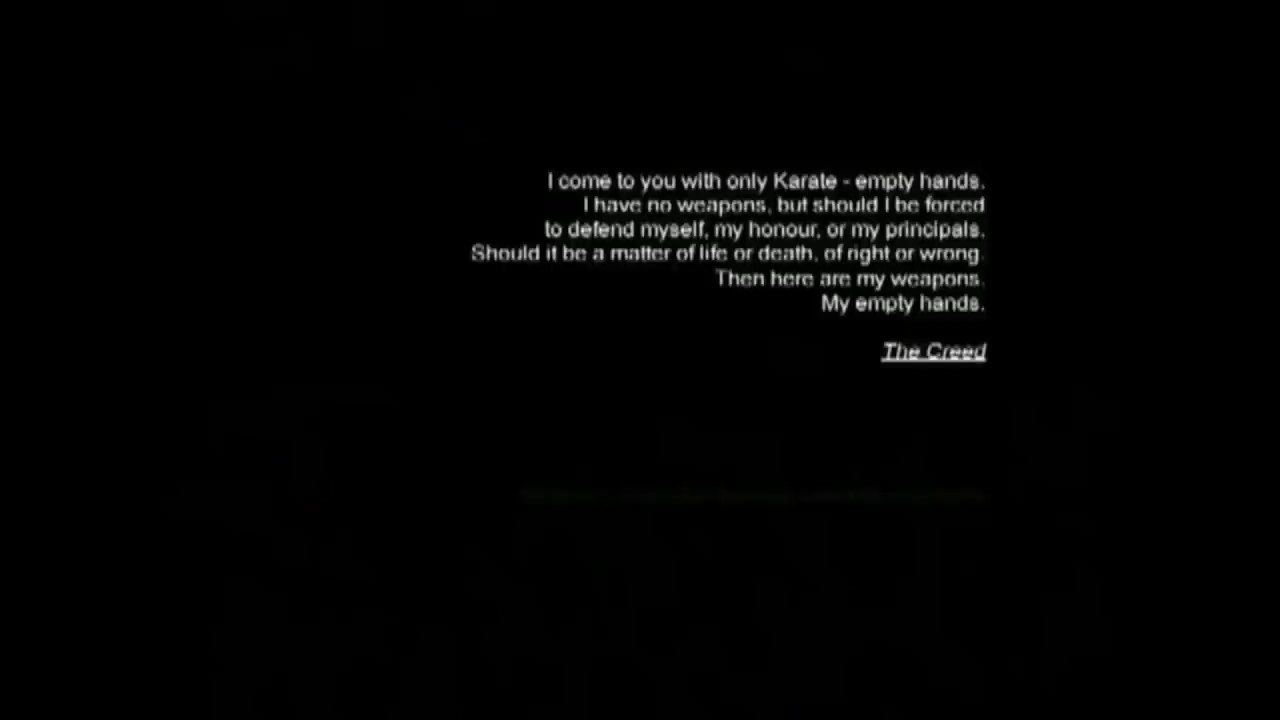 I come to you with only Karate - empty hands.
I have no weapons, but should I be forced
to defend myself, my honour, or my principals.
Should it be a matter of life or death, of right or wrong.
Then here are my weapons.
My empty hands.
The Creed